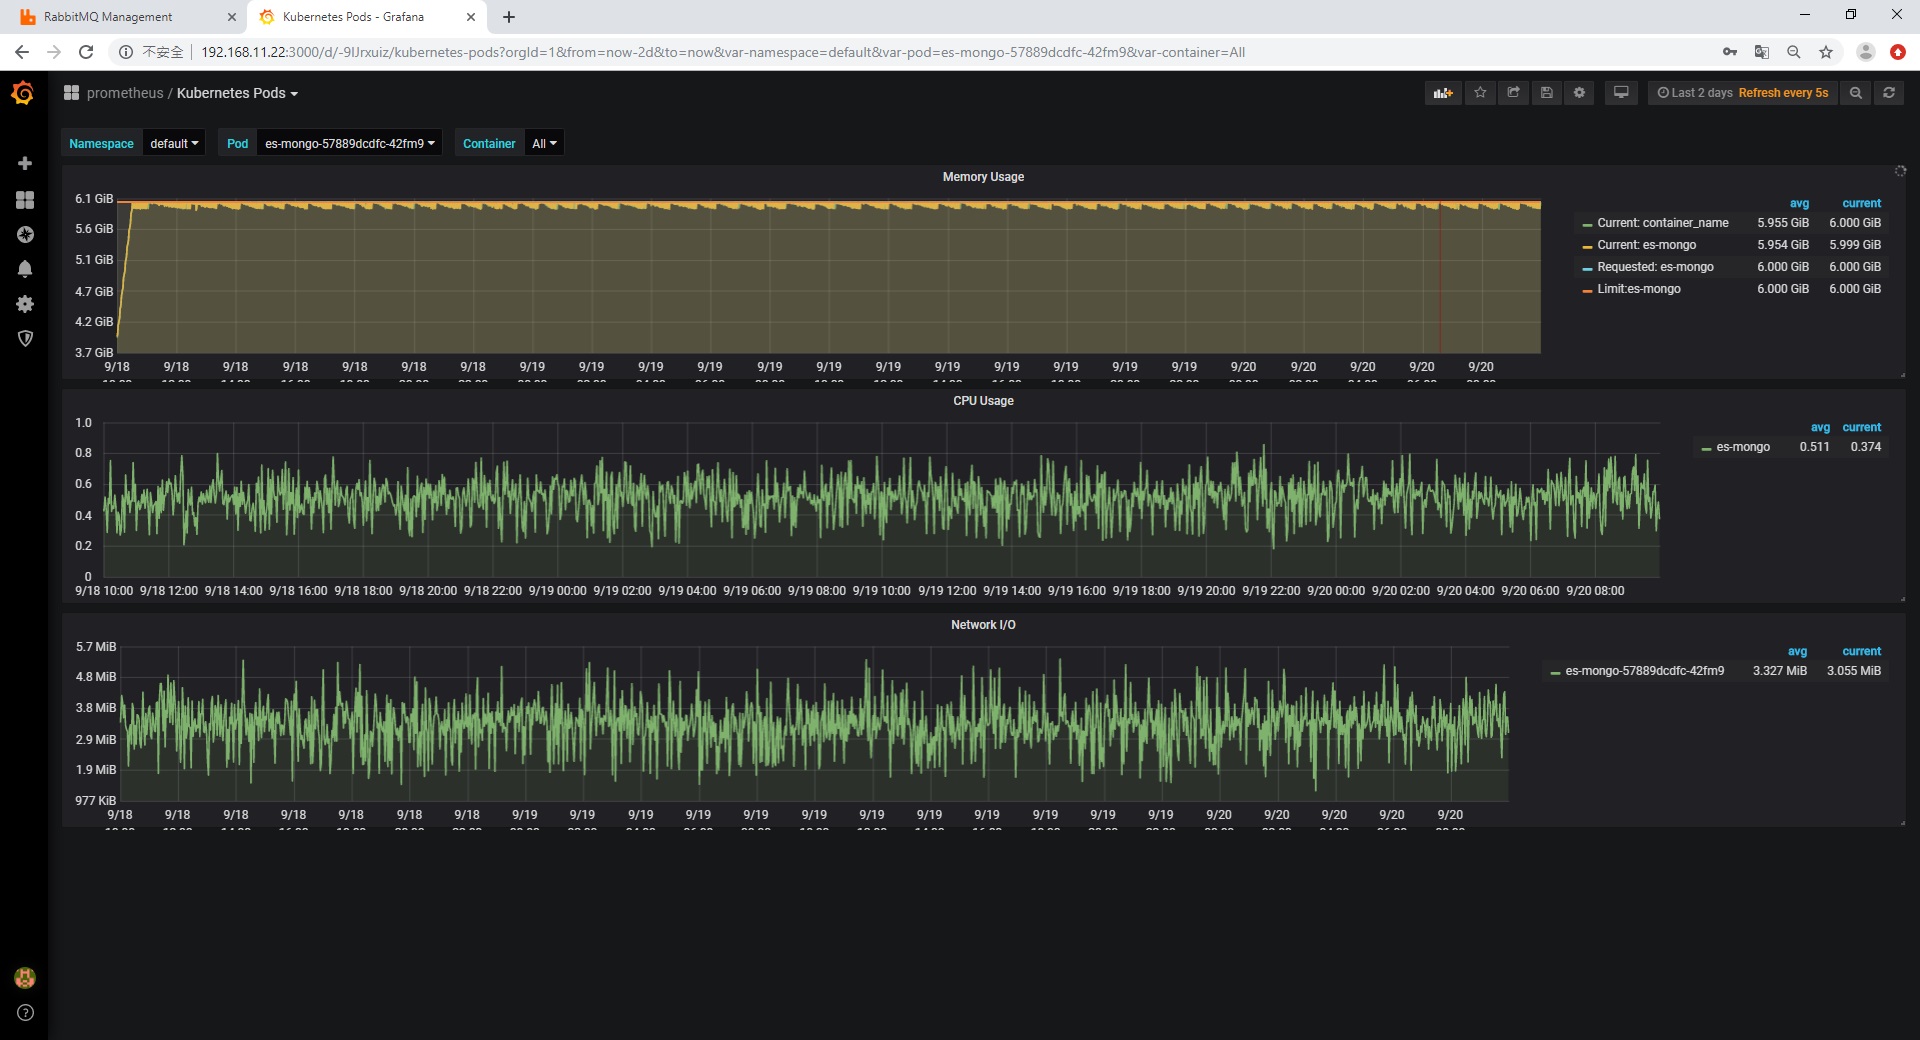 RabbitMQ Management
Kubernetes Pods - Grafana
不安全 192.168.11.22:3000/d/-9IJrxuiz/kubernetes-pods?orgId=1&from=now-2d&to=now&var-namespace=default&var-pod=es-mongo-57889dcdfc-42fm9&var-container=All
prometheus / Kubernetes Pods
Last 2 days Refresh every 5s
Namespace default Pod es-mongo-57889dcdfc-42fm9 Container All
Memory Usage
6.1 GiB
5.6 GiB
5.1 GiB
4.7 GiB
4.2 GiB
3.7 GiB
9/18 9/18 9/18 9/18 9/18 9/18 9/18 9/19 9/19 9/19 9/19 9/19 9/19 9/19 9/19 9/19 9/19 9/19 9/19 9/20 9/20 9/20 9/20 9/20
avg current
Current: container_name 5.955 GiB 6.000 GiB
Current: es-mongo 5.954 GiB 5.999 GiB
Requested: es-mongo 6.000 GiB 6.000 GiB
Limit:es-mongo 6.000 GiB 6.000 GiB
CPU Usage
1.0
0.8
0.6
0.4
0.2
0
9/18 10:00 9/18 12:00 9/18 14:00 9/18 16:00 9/18 18:00 9/18 20:00 9/18 22:00 9/19 00:00 9/19 02:00 9/19 04:00 9/19 06:00 9/19 08:00 9/19 10:00 9/19 12:00 9/19 14:00 9/19 16:00 9/19 18:00 9/19 20:00 9/19 22:00 9/20 00:00 9/20 02:00 9/20 04:00 9/20 06:00 9/20 08:00
avg current
es-mongo 0.511 0.374
Network I/O
5.7 MiB
4.8 MiB
3.8 MiB
2.9 MiB
1.9 MiB
977 KiB
9/18 9/18 9/18 9/18 9/18 9/18 9/18 9/19 9/19 9/19 9/19 9/19 9/19 9/19 9/19 9/19 9/19 9/19 9/19 9/20 9/20 9/20 9/20 9/20
avg current
es-mongo-57889dcdfc-42fm9 3.327 MiB 3.055 MiB